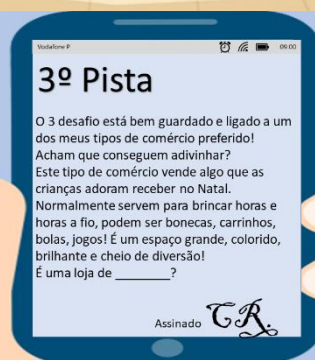 Vodafone P 09:00
3º Pista
O 3 desafio está bem guardado e ligado a um
dos meus tipos de comércio preferido!
Acham que conseguem adivinhar?
Este tipo de comércio vende algo que as
crianças adoram receber no Natal.
Normalmente servem para brincar horas e
horas a fio, podem ser bonecas, carrinhos,
bolas, jogos! É um espaço grande, colorido,
brilhante e cheio de diversão!
É uma loja de ________?
Assinado CR.